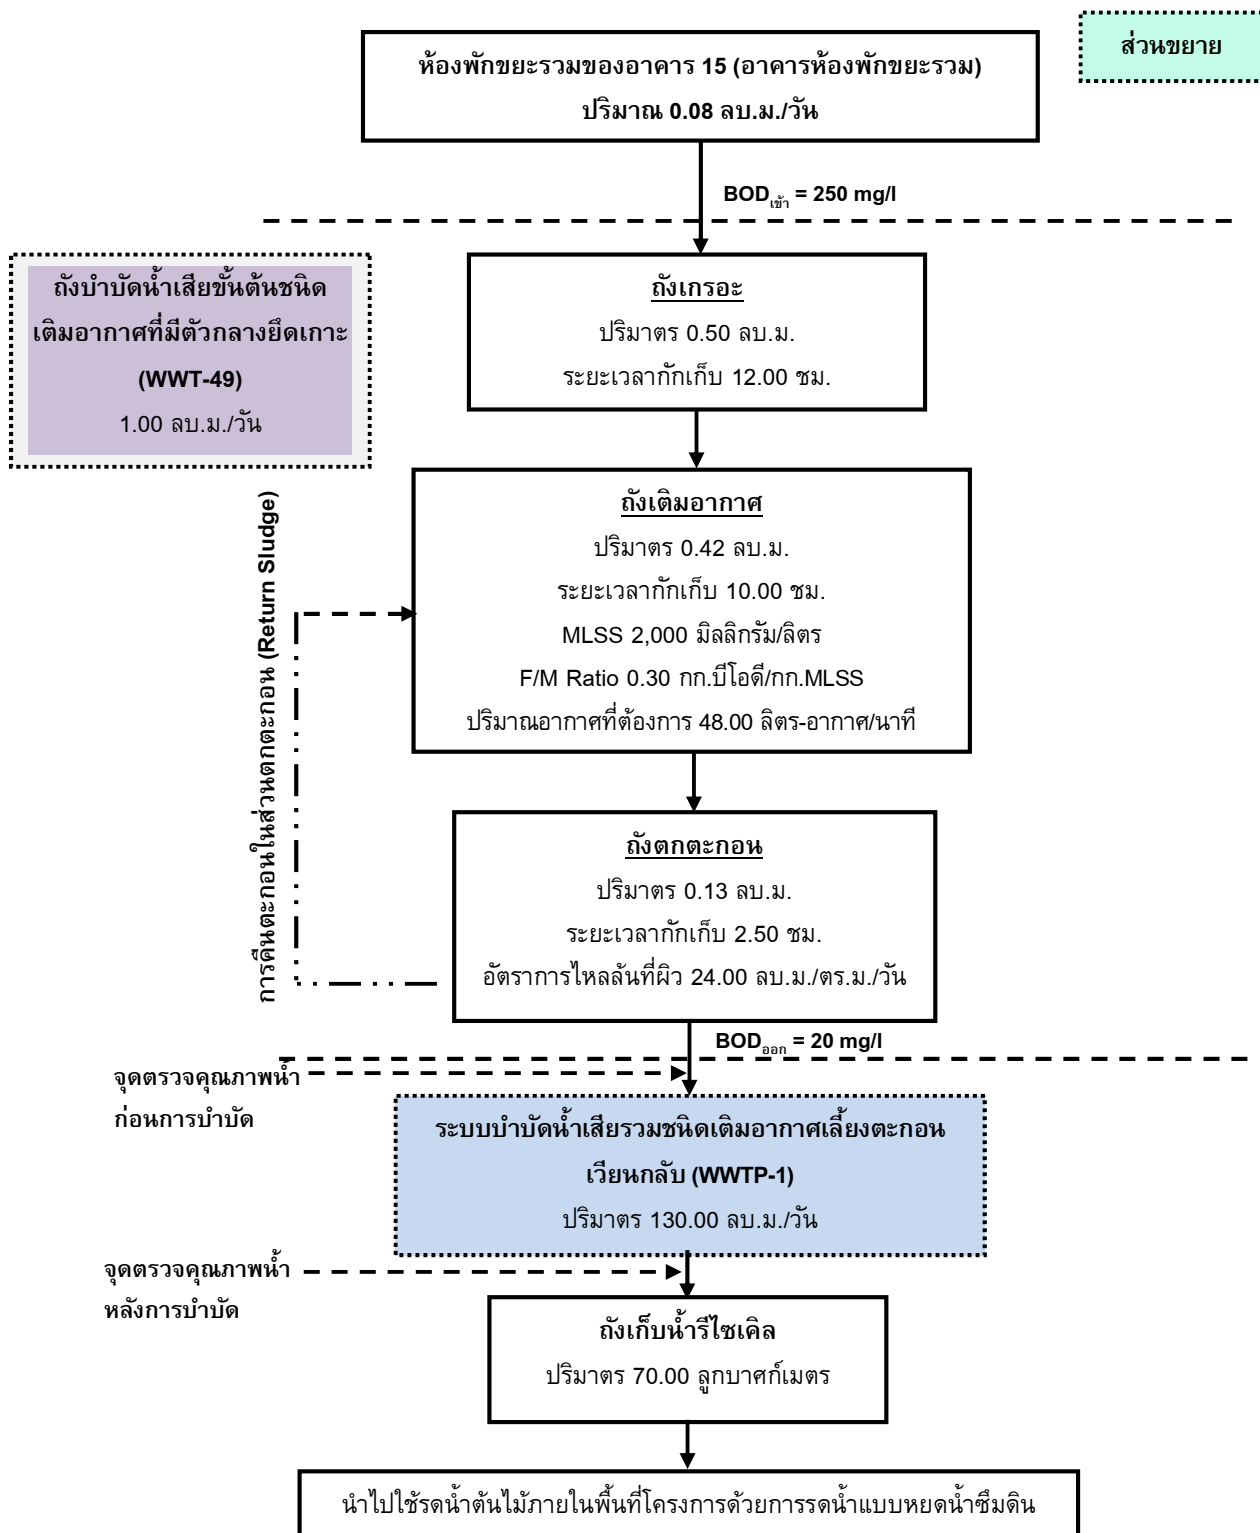 ส่วนขยาย
ห้องพักขยะรวมของอาคาร 15 (อาคารห้องพักขยะรวม)
ปริมาณ 0.08 ลบ.ม./วัน
BODเข้า = 250 mg/l
ถังบำบัดน้ำเสียขั้นต้นชนิด
เติมอากาศที่มีตัวกลางยึดเกาะ
(WWT-49)
1.00 ลบ.ม./วัน
ถังเกรอะ
ปริมาตร 0.50 ลบ.ม.
ระยะเวลากักเก็บ 12.00 ชม.
ถังเติมอากาศ
ปริมาตร 0.42 ลบ.ม.
ระยะเวลากักเก็บ 10.00 ชม.
MLSS 2,000 มิลลิกรัม/ลิตร
F/M Ratio 0.30 กก.บีโอดี/กก.MLSS
ปริมาณอากาศที่ต้องการ 48.00 ลิตร-อากาศ/นาที
การคืนตะกอนในส่วนตกตะกอน (Return Sludge)
ถังตกตะกอน
ปริมาตร 0.13 ลบ.ม.
ระยะเวลากักเก็บ 2.50 ชม.
อัตราการไหลล้นที่ผิว 24.00 ลบ.ม./ตร.ม./วัน
BODออก = 20 mg/l
จุดตรวจคุณภาพน้ำ
ก่อนการบำบัด
ระบบบำบัดน้ำเสียรวมชนิดเติมอากาศเลี้ยงตะกอน
เวียนกลับ (WWTP-1)
ปริมาตร 130.00 ลบ.ม./วัน
จุดตรวจคุณภาพน้ำ
หลังการบำบัด
ถังเก็บน้ำรีไซเคิล
ปริมาตร 70.00 ลูกบาศก์เมตร
นำไปใช้รดน้ำต้นไม้ภายในพื้นที่โครงการด้วยการรดน้ำแบบหยดน้ำซึมดิน